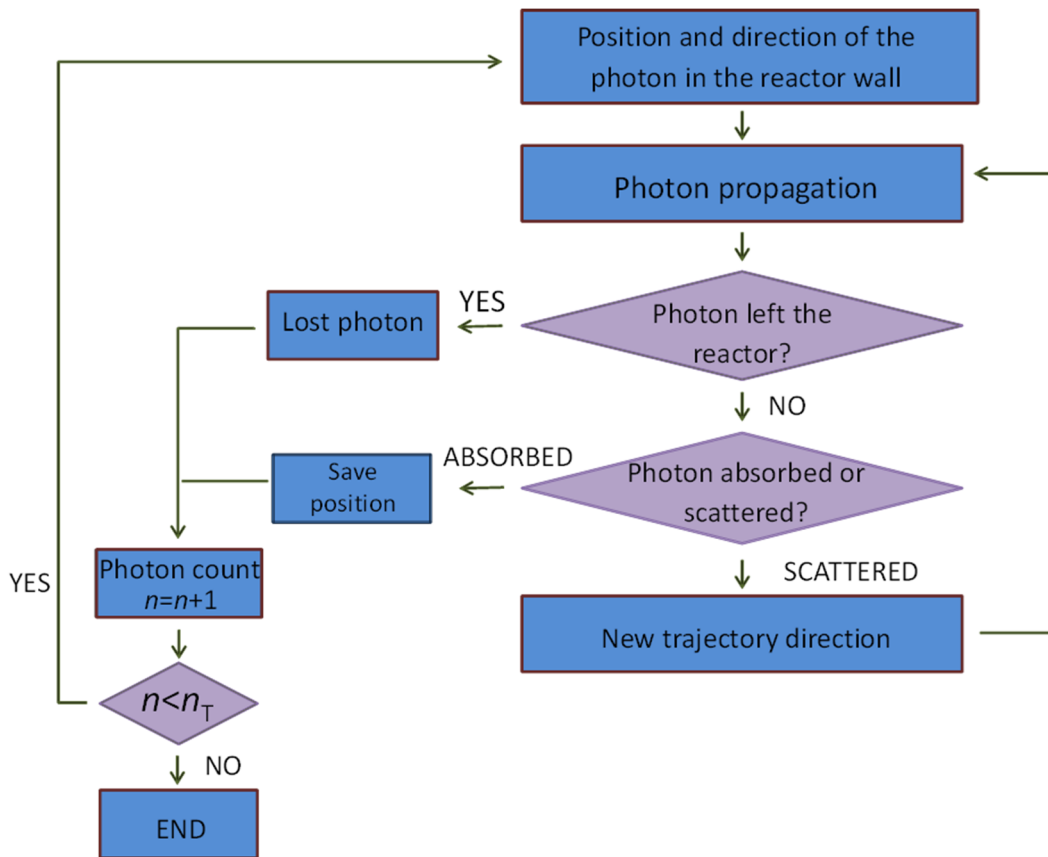 Position and direction of the
photon in the reactor wall
Photon propagation
YES
Lost photon
Photon left the
reactor?
NO
ABSORBED
Save
position
Photon absorbed or
scattered?
YES
Photon count
n=n+1
SCATTERED
New trajectory direction
n<nT
NO
END